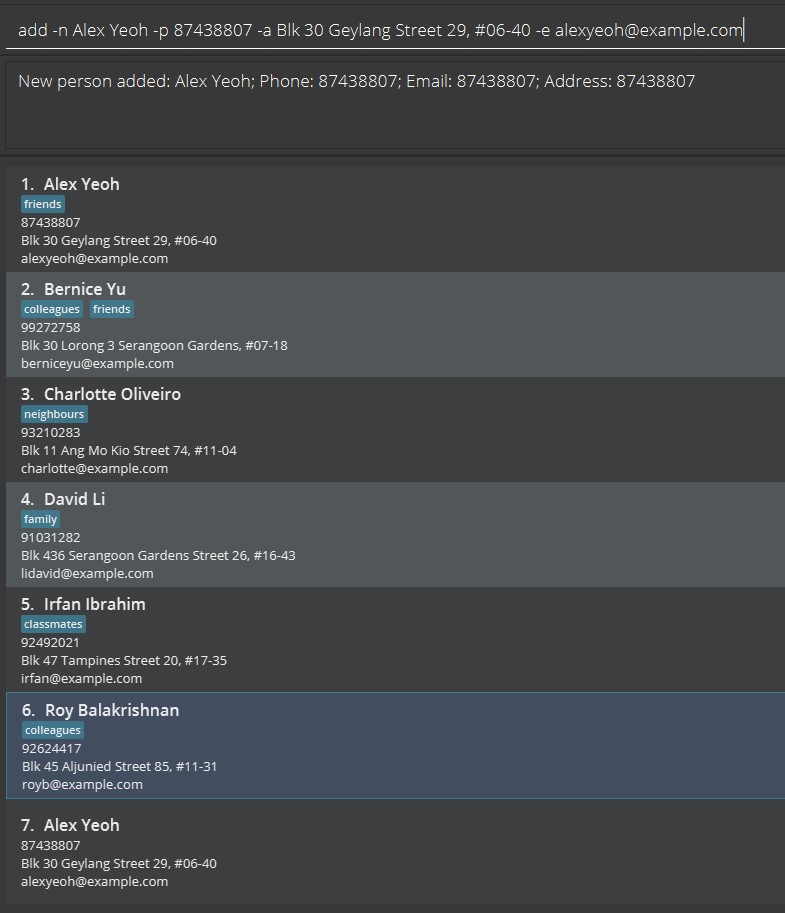 add -n Alex Yeoh -p 87438807 -a Blk 30 Geylang Street 29, #06-40 -e alexyeoh@example.com
New person added: Alex Yeoh; Phone: 87438807; Email: 87438807; Address: 87438807
1. Alex Yeoh
friends
87438807
Blk 30 Geylang Street 29, #06-40
alexyeoh@example.com
2. Bernice Yu
colleagues friends
99272758
Blk 30 Lorong 3 Serangoon Gardens, #07-18
berniceyu@example.com
3. Charlotte Oliveiro
neighbours
93210283
Blk 11 Ang Mo Kio Street 74, #11-04
charlotte@example.com
4. David Li
family
91031282
Blk 436 Serangoon Gardens Street 26, #16-43
lidavid@example.com
5. Irfan Ibrahim
classmates
92492021
Blk 47 Tampines Street 20, #17-35
irfan@example.com
6. Roy Balakrishnan
colleagues
92624417
Blk 45 Aljunied Street 85, #11-31
royb@example.com
7. Alex Yeoh
87438807
Blk 30 Geylang Street 29, #06-40
alexyeoh@example.com